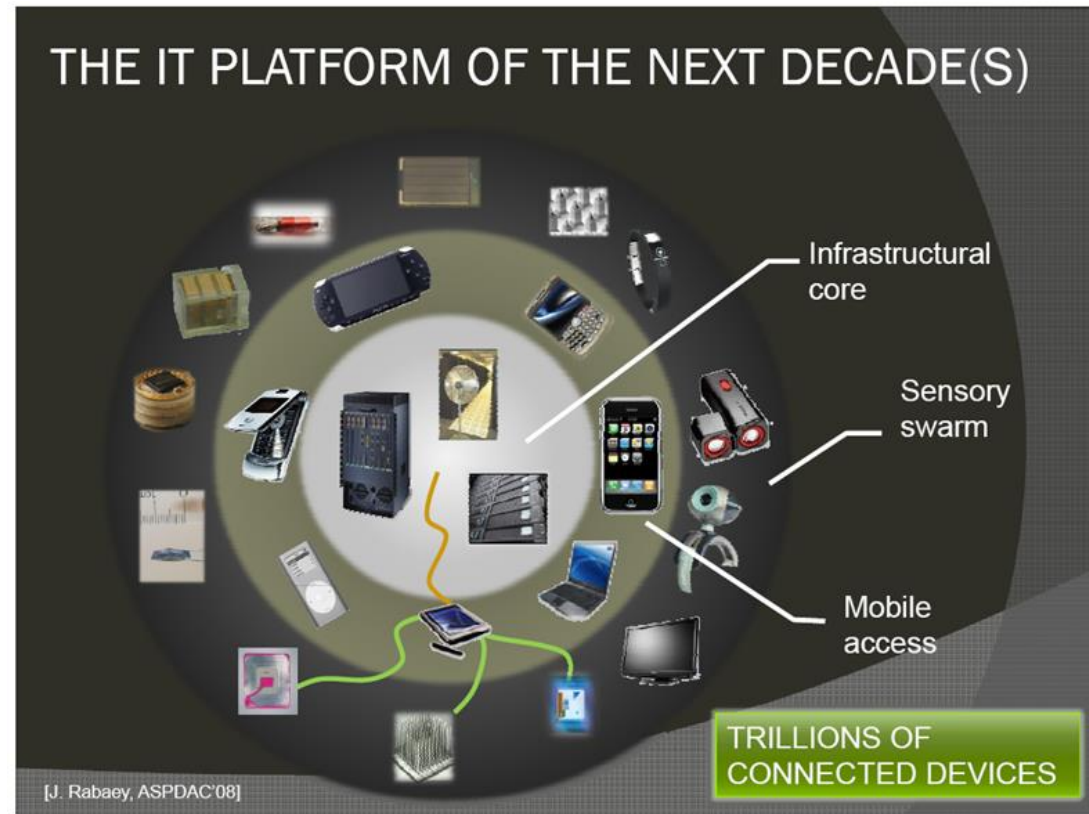 THE IT PLATFORM OF THE NEXT DECADE(S)
Infrastructural
core
Sensory
swarm
Mobile
access
TRILLIONS OF
CONNECTED DEVICES
[J. Rabaey, ASPDAC'08]